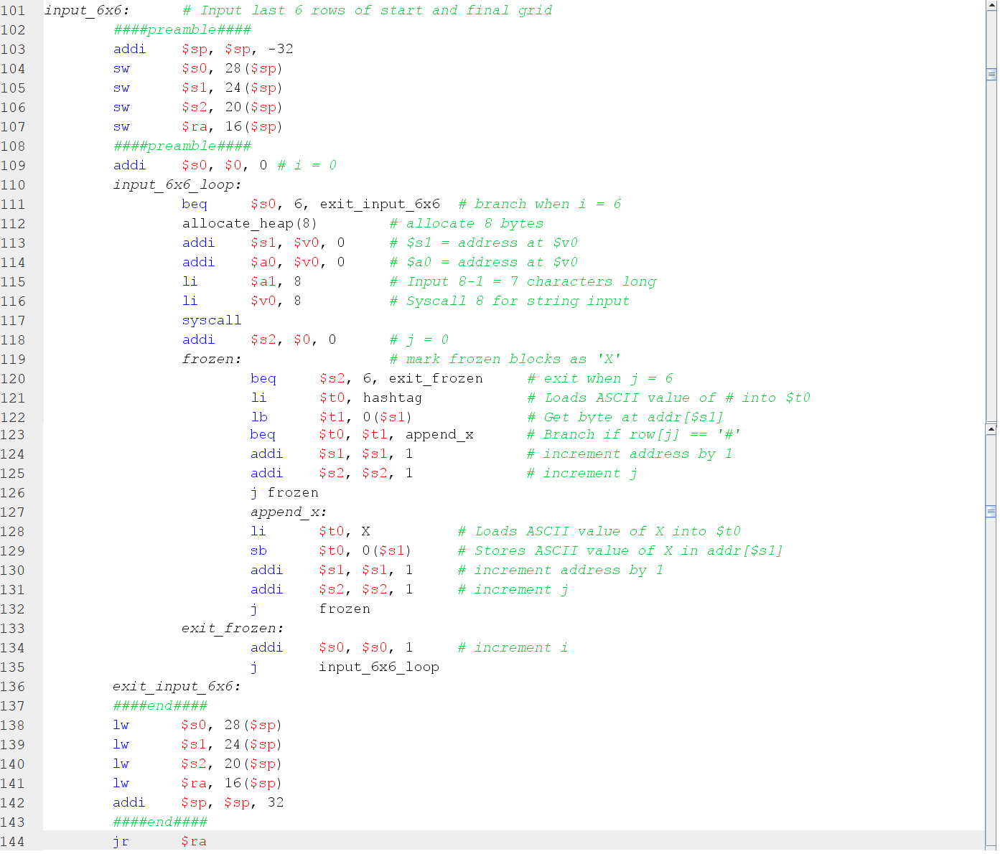 101 input_6x6: # Input last 6 rows of start and final grid
102 ####preamble####
103 addi $sp, $sp, -32
104 sw $s0, 28($sp)
105 sw $s1, 24($sp)
106 sw $s2, 20($sp)
107 sw $ra, 16($sp)
108 ####preamble####
109 addi $s0, $0, 0 # i = 0
110 input_6x6_loop:
111 beq $s0, 6, exit_input_6x6 # branch when i = 6
112 allocate_heap(8) # allocate 8 bytes
113 addi $s1, $v0, 0 # $s1 = address at $v0
114 addi $a0, $v0, 0 # $a0 = address at $v0
115 li $a1, 8 # Input 8-1 = 7 characters long
116 li $v0, 8 # Syscall 8 for string input
117 syscall
118 addi $s2, $0, 0 # j = 0
119 frozen: # mark frozen blocks as 'X'
120 beq $s2, 6, exit_frozen # exit when j = 6
121 li $t0, hashtag # Loads ASCII value of # into $t0
122 lb $t1, 0($s1) # Get byte at addr[$s1]
123 beq $t0, $t1, append_x # Branch if row[j] == '#'
124 addi $s1, $s1, 1 # increment address by 1
125 addi $s2, $s2, 1 # increment j
126 j frozen
127 append_x:
128 li $t0, X # Loads ASCII value of X into $t0
129 sb $t0, 0($s1) # Stores ASCII value of X in addr[$s1]
130 addi $s1, $s1, 1 # increment address by 1
131 addi $s2, $s2, 1 # increment j
132 j frozen
133 exit_frozen:
134 addi $s0, $s0, 1 # increment i
135 j input_6x6_loop
136 exit_input_6x6:
137 ####end####
138 lw $s0, 28($sp)
139 lw $s1, 24($sp)
140 lw $s2, 20($sp)
141 lw $ra, 16($sp)
142 addi $sp, $sp, 32
143 ####end####
144 jr $ra